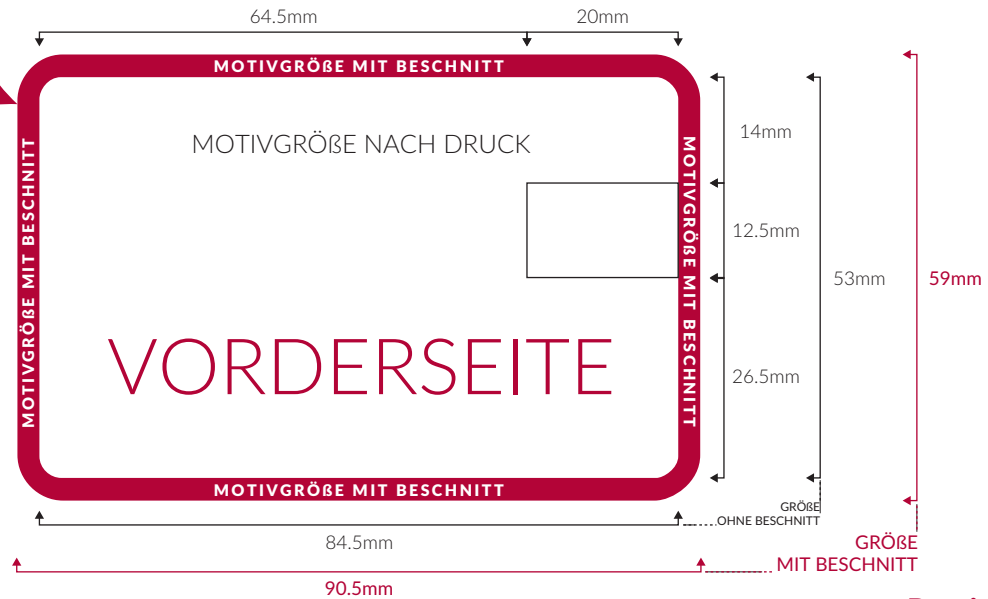 64.5mm
20mm
MOTIVGRÖßE MIT BESCHNITT
MOTIVGRÖßE NACH DRUCK
14mm
MOTIVGRÖßE MIT BESCHNITT
MOTIVGRÖßE MIT BESCHNITT
12.5mm
53mm
59mm
VORDERSEITE
26.5mm
MOTIVGRÖßE MIT BESCHNITT
GRÖßE
OHNE BESCHNITT
84.5mm
GRÖßE
MIT BESCHNITT
90.5mm